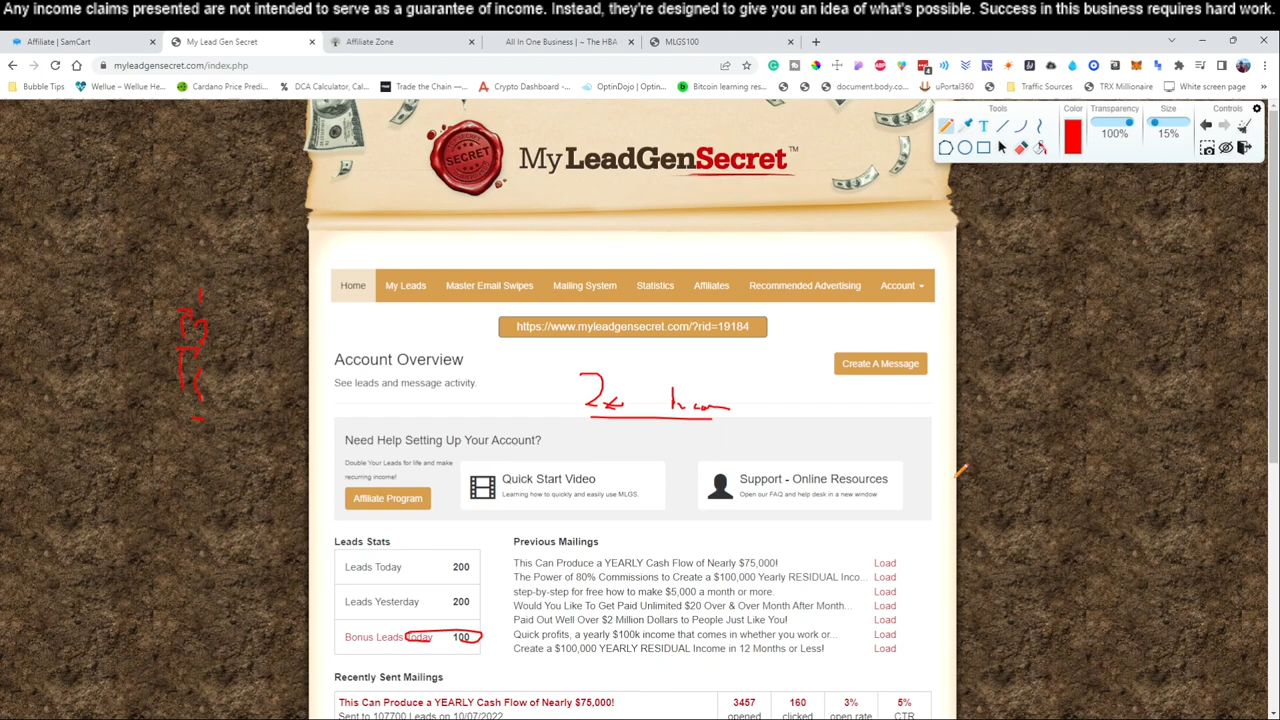 Any income claims presented are not intended to serve as a guarantee of income. Instead, they're designed to give you an idea of what's possible. Success in this business requires hard work.
Affiliate | SamCart
My Lead Gen Secret
Affiliate Zone
All In One Business | ~ The HBA
MLGS100
myleadgensecret.com/index.php
Bubble Tips
Wellue – Wellue He...
Cardano Price Predi...
DCA Calculator, Cal...
Trade the Chain —...
Crypto Dashboard -...
OptinDojo | Optin...
Bitcoin learning res...
document.body.co...
uPortal360
Traffic Sources
TRX Millionaire
White screen page
Tools
Color
Transparency
Size
Controls
100%
15%
SECRET
MyLeadGenSecret™
Home
My Leads
Master Email Swipes
Mailing System
Statistics
Affiliates
Recommended Advertising
Account
https://www.myleadgensecret.com/?rid=19184
Account Overview
Create A Message
See leads and message activity.
Need Help Setting Up Your Account?
Double Your Leads for life and make
recurring income!
Affiliate Program
Quick Start Video
Learning how to quickly and easily use MLGS.
Support - Online Resources
Open our FAQ and help desk in a new window
Leads Stats
Leads Today 200
Leads Yesterday 200
Bonus Leads Today 100
Previous Mailings
This Can Produce a YEARLY Cash Flow of Nearly $75,000! Load
The Power of 80% Commissions to Create a $100,000 Yearly RESIDUAL Inco... Load
step-by-step for free how to make $5,000 a month or more. Load
Would You Like To Get Paid Unlimited $20 Over & Over Month After Month... Load
Paid Out Well Over $2 Million Dollars to People Just Like You! Load
Quick profits, a yearly $100k income that comes in whether you work or... Load
Create a $100,000 YEARLY RESIDUAL Income in 12 Months or Less! Load
Recently Sent Mailings
This Can Produce a YEARLY Cash Flow of Nearly $75,000! 3457 160 3% 5%
Sent to 107700 Leads on 10/07/2022 opened clicked open rate CTR